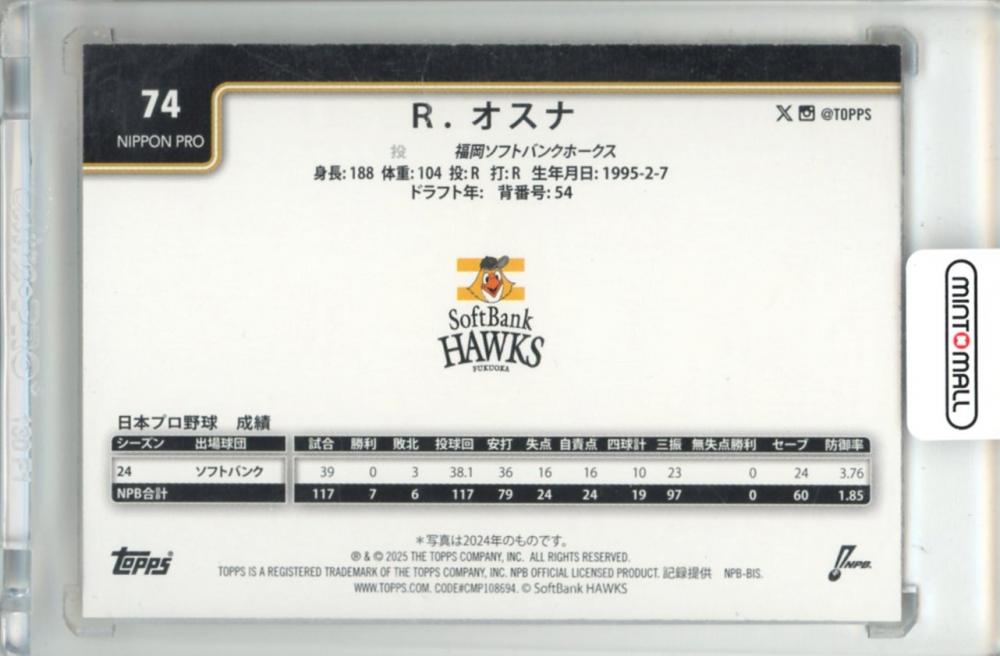 74
NIPPON PRO
R. オスナ
@TOPPS
投 福岡ソフトバンクホークス
身長: 188 体重: 104 投: R 打: R 生年月日: 1995-2-7
ドラフト年: 背番号: 54
SoftBank
HAWKS
FUKUOKA
MINT MALL
日本プロ野球 成績
シーズン 出場球団 試合 勝利 敗北 投球回 安打 失点 自責点 四球計 三振 無失点勝利 セーブ 防御率
24 ソフトバンク 39 0 3 38.1 36 16 16 10 23 0 24 3.76
NPB合計 117 7 6 117 79 24 24 19 97 0 60 1.85
*写真は2024年のものです。
® & © 2025 THE TOPPS COMPANY, INC. ALL RIGHTS RESERVED.
TOPPS IS A REGISTERED TRADEMARK OF THE TOPPS COMPANY, INC. NPB OFFICIAL LICENSED PRODUCT. 記録提供 NPB-BIS.
WWW.TOPPS.COM. CODE#CMP108694. © SoftBank HAWKS
TOPPS
NPB